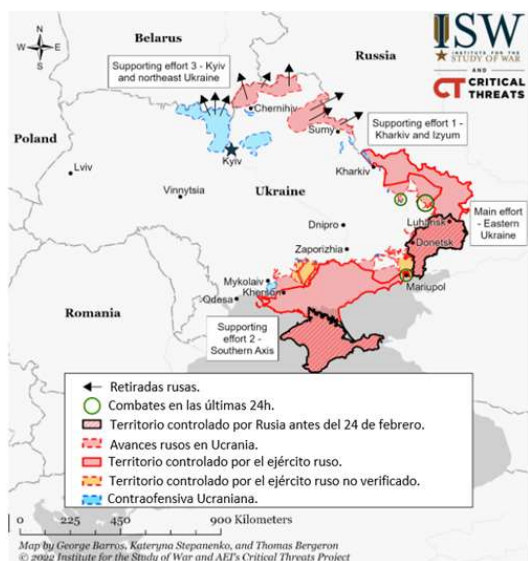 ISW
INSTITUTE FOR THE
STUDY OF WAR
AND
CT CRITICAL
THREATS
N
W
E
S
Belarus
Russia
Supporting effort 3 - Kyiv
and northeast Ukraine
Chernihiv
Sumy
Supporting effort 1 -
Kharkiv and Izyum
Poland
Lviv
Kyiv
Kharkiv
Vinnytsia
Ukraine
Luhansk
Main effort -
Eastern
Ukraine
Dnipro
Donetsk
Zaporizhia
Mykolaiv
Kherson
Mariupol
Odesa
Romania
Supporting
effort 2 -
Southern Axis
Retiradas rusas.
Combates en las últimas 24h.
Territorio controlado por Rusia antes del 24 de febrero.
Avances rusos en Ucrania.
Territorio controlado por el ejército ruso.
Territorio controlado por el ejército ruso no verificado.
Contraofensiva Ucraniana.
0 225 450 900 Kilometers
Map by George Barros, Kateryna Stepanenko, and Thomas Bergeron
© 2022 Institute for the Study of War and AEI's Critical Threats Project